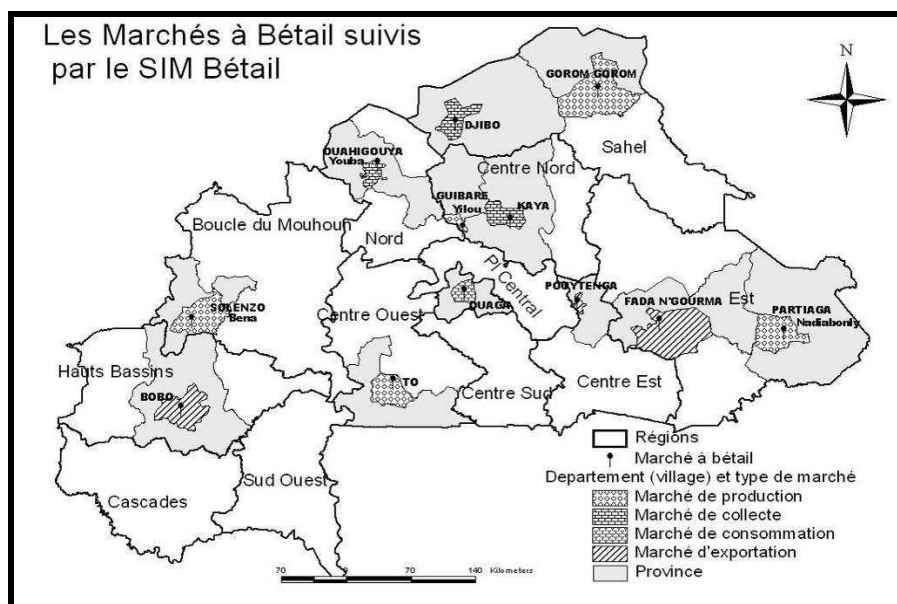 Les Marchés à Bétail suivis
par le SIM Bétail
N
GOROM GOROM
DJIBO
Sahel
OUAHIGOUYA
Youba
Centre Nord
GUIBARE
Yilou
KAYA
Boucle du Mouhoun
Nord
Pl Central
POUYTENGA
SOLENZO
Bena
OUAGA
FADA N'GOURMA
Est
PARTIAGA
Nadiabonly
Centre Ouest
Hauts Bassins
TO
Centre Sud
Centre Est
BOBO
Cascades
Sud Ouest
Régions
Marché à bétail
Departement (village) et type de marché
Marché de production
Marché de collecte
Marché de consommation
Marché d'exportation
Province
70 0 70 140 Kilometers